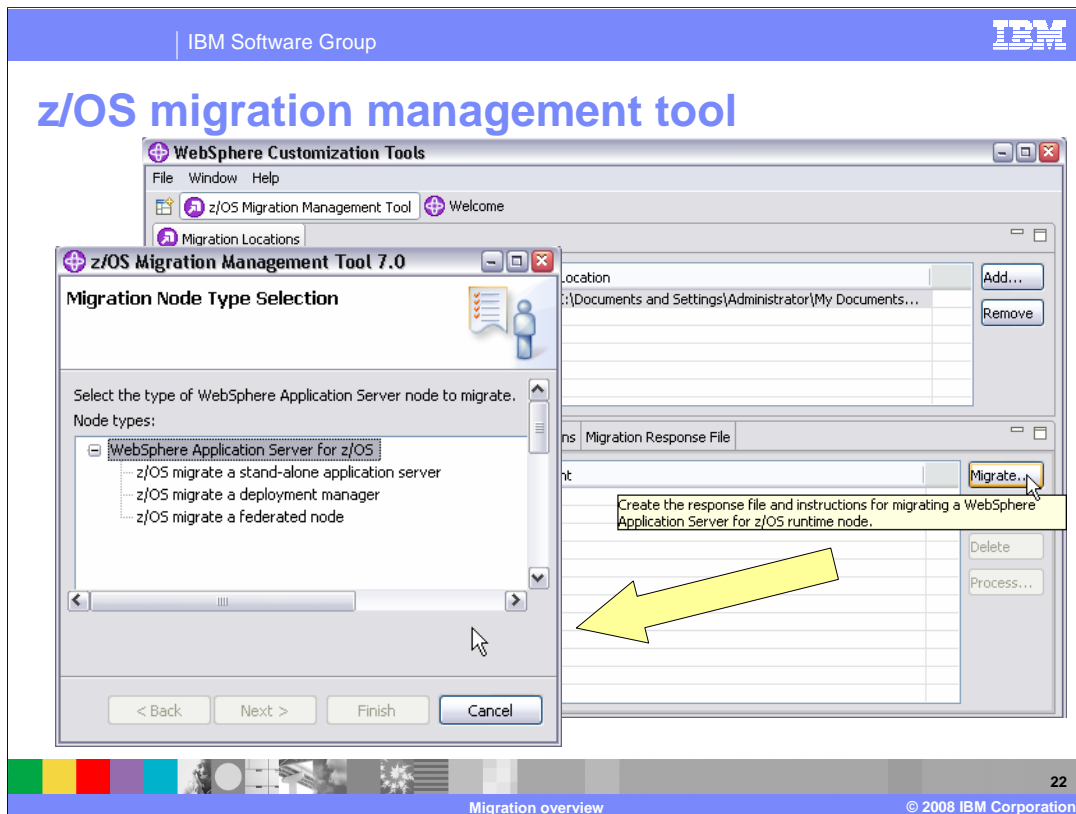 IBM Software Group
IBM
z/OS migration management tool
WebSphere Customization Tools
File Window Help
z/OS Migration Management Tool Welcome
Migration Locations
Location
:\Documents and Settings\Administrator\My Documents...
Add...
Remove
z/OS Migration Management Tool 7.0
Migration Node Type Selection
Select the type of WebSphere Application Server node to migrate.
Node types:
WebSphere Application Server for z/OS
z/OS migrate a stand-alone application server
z/OS migrate a deployment manager
z/OS migrate a federated node
< Back Next > Finish Cancel
ns Migration Response File
nt
Migrate...
Create the response file and instructions for migrating a WebSphere
Application Server for z/OS runtime node.
Delete
Process...
22
Migration overview
© 2008 IBM Corporation